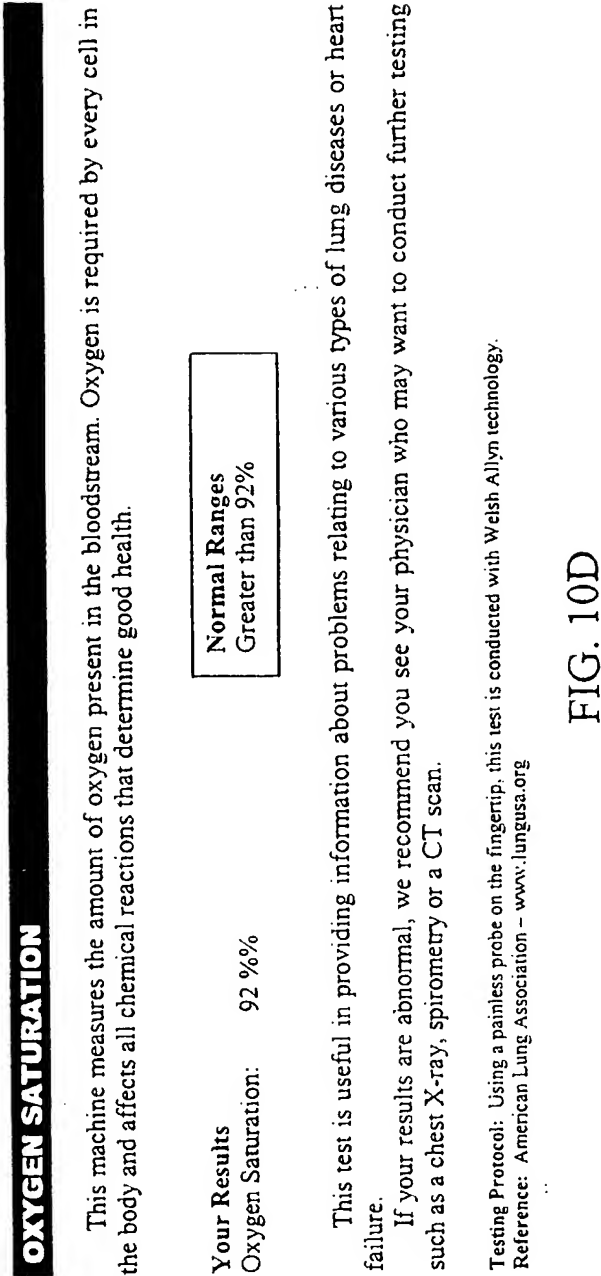 OXYGEN SATURATION
This machine measures the amount of oxygen present in the bloodstream. Oxygen is required by every cell in
the body and affects all chemical reactions that determine good health.
Your Results
Oxygen Saturation: 92 %%
Normal Ranges
Greater than 92%
This test is useful in providing information about problems relating to various types of lung diseases or heart
failure.
If your results are abnormal, we recommend you see your physician who may want to conduct further testing
such as a chest X-ray, spirometry or a CT scan.
Testing Protocol: Using a painless probe on the fingertip, this test is conducted with Welsh Allyn technology.
Reference: American Lung Association – www.lungusa.org
FIG. 10D